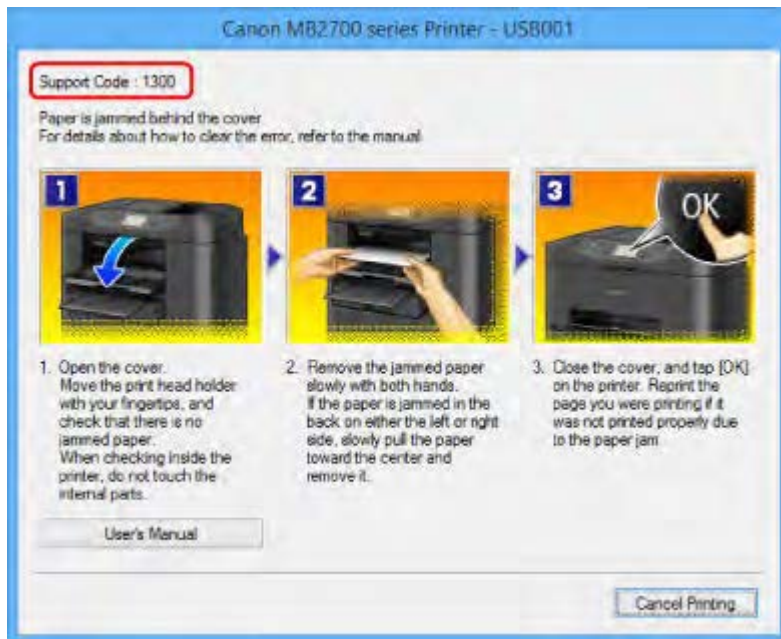 Canon MB2700 series Printer - USB001
Support Code : 1300
Paper is jammed behind the cover
For details about how to clear the error, refer to the manual
1
2
3
OK
1. Open the cover.
Move the print head holder
with your fingertips, and
check that there is no
jammed paper.
When checking inside the
printer, do not touch the
internal parts.
2. Remove the jammed paper
slowly with both hands.
If the paper is jammed in the
back on either the left or right
side, slowly pull the paper
toward the center and
remove it.
3. Close the cover, and tap [OK]
on the printer. Reprint the
page you were printing if it
was not printed properly due
to the paper jam
User's Manual
Cancel Printing